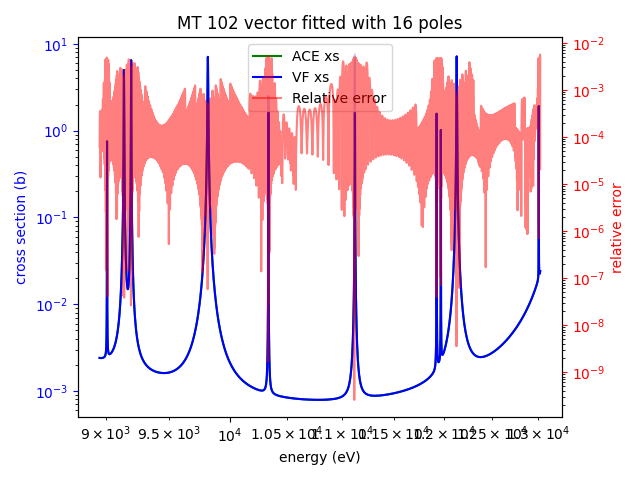 MT 102 vector fitted with 16 poles
10¹
10⁰
10⁻¹
10⁻²
10⁻³
cross section (b)
ACE xs
VF xs
Relative error
10⁻²
10⁻³
10⁻⁴
10⁻⁵
10⁻⁶
10⁻⁷
10⁻⁸
10⁻⁹
relative error
9 × 10³ 9.5 × 10³ 10⁴ 1.05 × 10⁴ 1.1 × 10⁴ 1.15 × 10⁴ 1.2 × 10⁴ 1.25 × 10⁴ 1.3 × 10⁴
energy (eV)